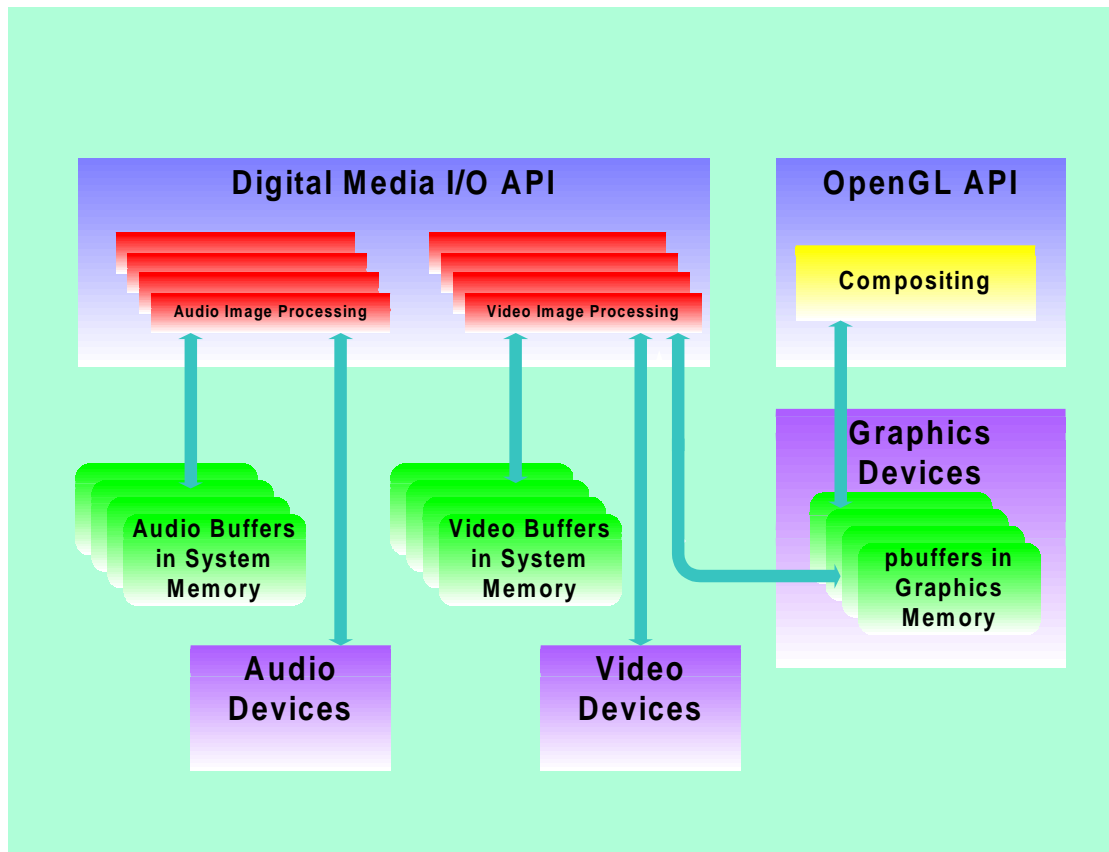 Digital Media I/O API
OpenGL API
Compositing
Audio Image Processing
Video Image Processing
Graphics
Devices
Audio Buffers
in System
Memory
Video Buffers
in System
Memory
pbuffers in
Graphics
Memory
Audio
Devices
Video
Devices